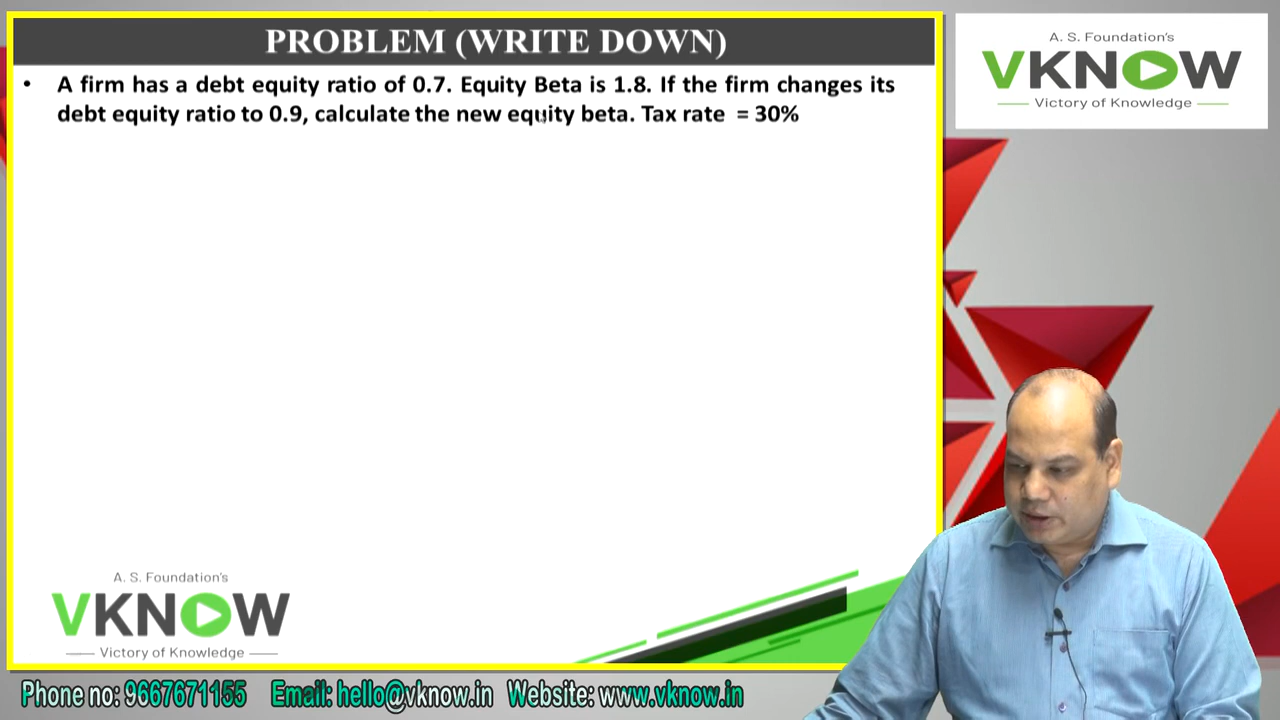 PROBLEM (WRITE DOWN)
• A firm has a debt equity ratio of 0.7. Equity Beta is 1.8. If the firm changes its
debt equity ratio to 0.9, calculate the new equity beta. Tax rate = 30%
A. S. Foundation's
VKNOW
Victory of Knowledge
A. S. Foundation's
VKNOW
Victory of Knowledge
Phone no: 9667671155 Email: hello@vknow.in Website: www.vknow.in